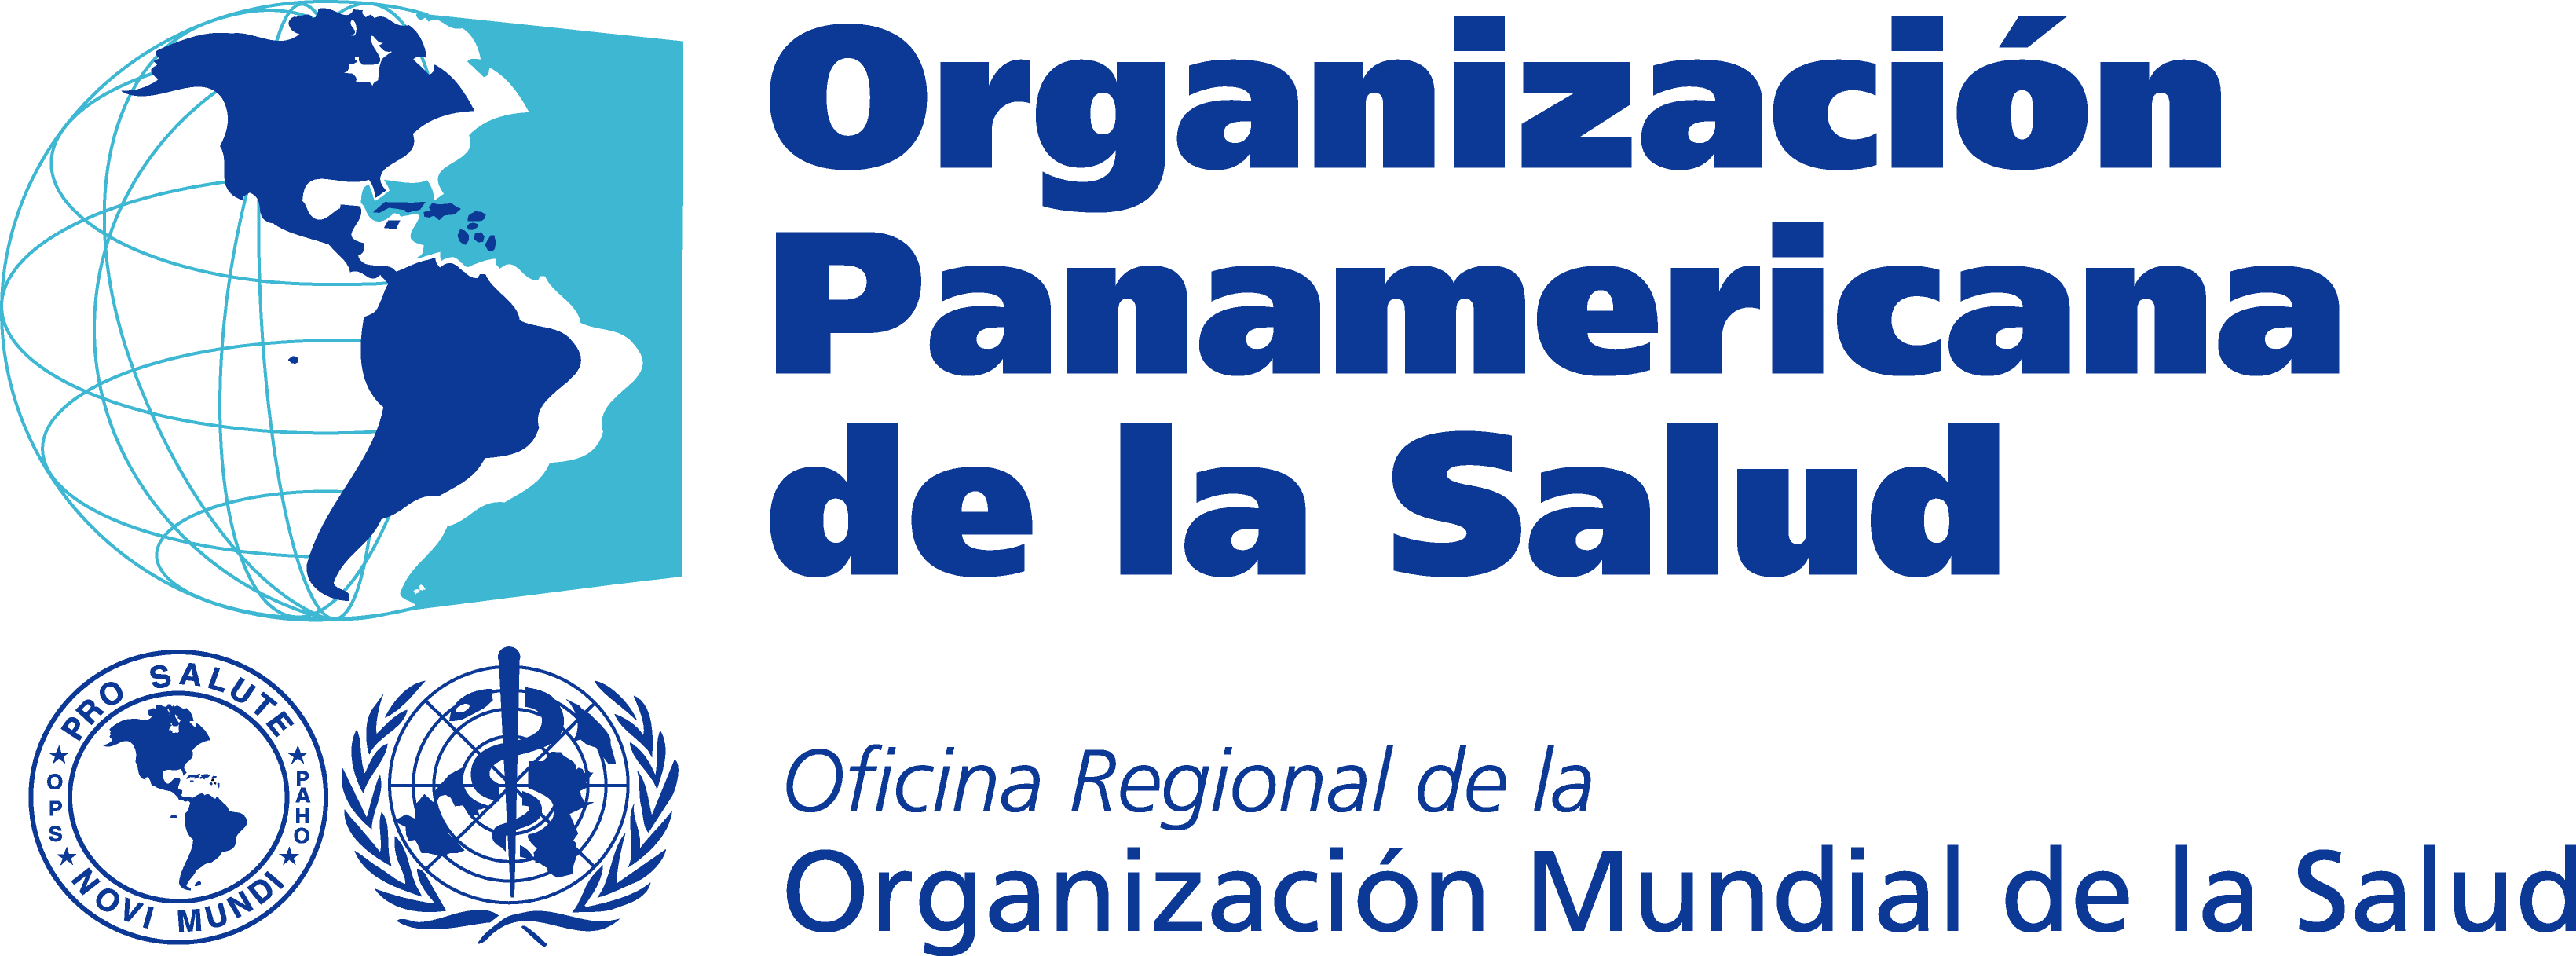 Organización
Panamericana
de la Salud
PRO SALUTE
OPS
PAHO
NOVI MUNDI
Oficina Regional de la
Organización Mundial de la Salud